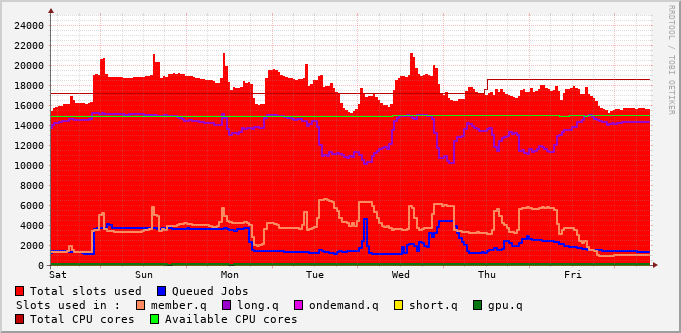 24000
22000
20000
18000
16000
14000
12000
10000
8000
6000
4000
2000
0
Sat Sun Mon Tue Wed Thu Fri
RRDTOOL / TOBI OETIKER
Total slots used Queued Jobs
Slots used in : member.q long.q ondemand.q short.q gpu.q
Total CPU cores Available CPU cores